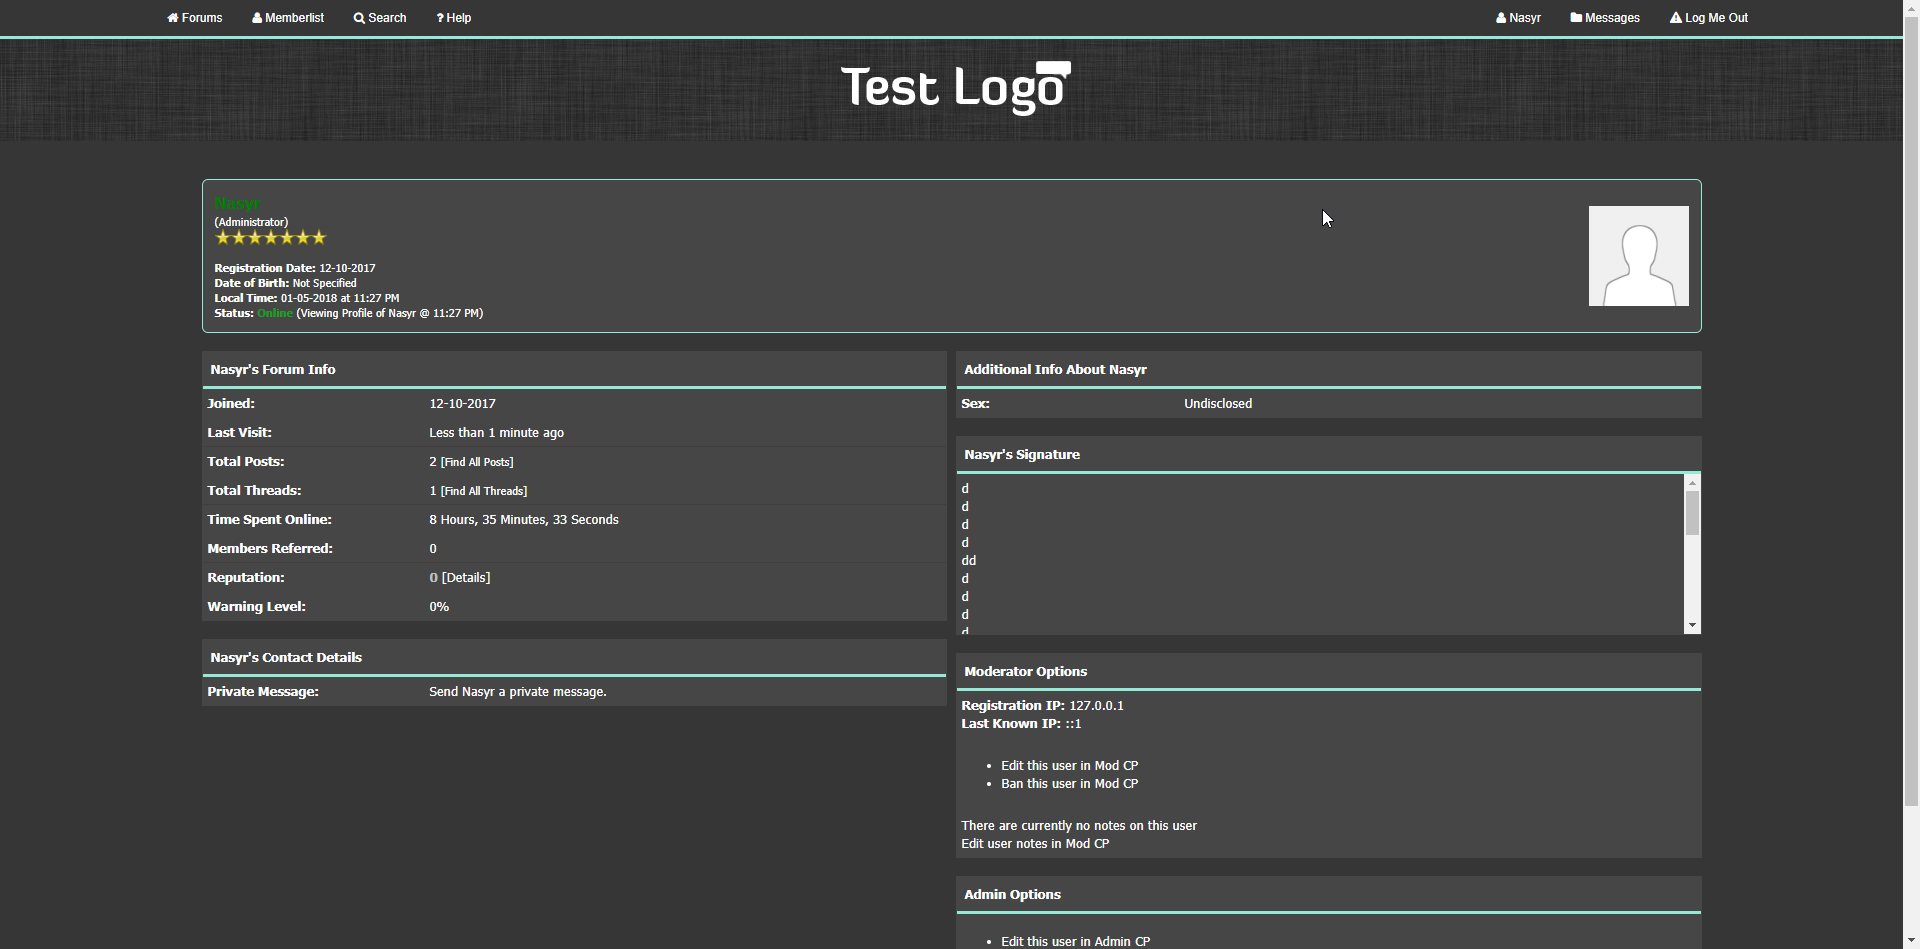 Forums Memberlist Search ? Help Nasyr Messages Log Me Out
Test Logo
Nasyr
(Administrator)
Registration Date: 12-10-2017
Date of Birth: Not Specified
Local Time: 01-05-2018 at 11:27 PM
Status: Online (Viewing Profile of Nasyr @ 11:27 PM)
Nasyr's Forum Info
Joined: 12-10-2017
Last Visit: Less than 1 minute ago
Total Posts: 2 [Find All Posts]
Total Threads: 1 [Find All Threads]
Time Spent Online: 8 Hours, 35 Minutes, 33 Seconds
Members Referred: 0
Reputation: 0 [Details]
Warning Level: 0%
Nasyr's Contact Details
Private Message: Send Nasyr a private message.
Additional Info About Nasyr
Sex: Undisclosed
Nasyr's Signature
d
d
d
d
dd
d
d
d
d
Moderator Options
Registration IP: 127.0.0.1
Last Known IP: ::1
• Edit this user in Mod CP
• Ban this user in Mod CP
There are currently no notes on this user
Edit user notes in Mod CP
Admin Options
• Edit this user in Admin CP